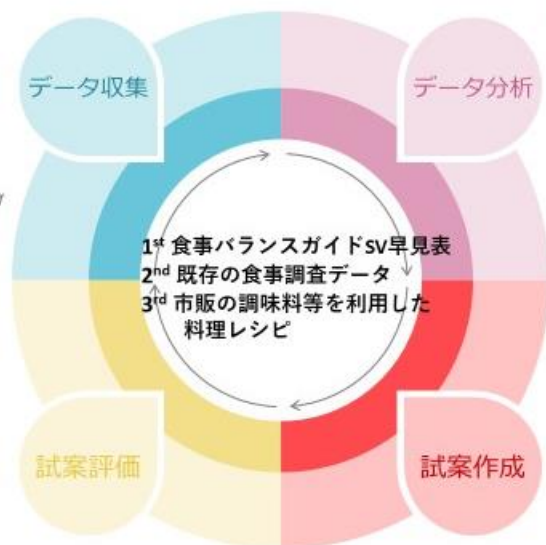 データ収集
データ分析
1st 食事バランスガイドSV早見表
2nd 既存の食事調査データ
3rd 市販の調味料等を利用した
料理レシピ
試案評価
試案作成